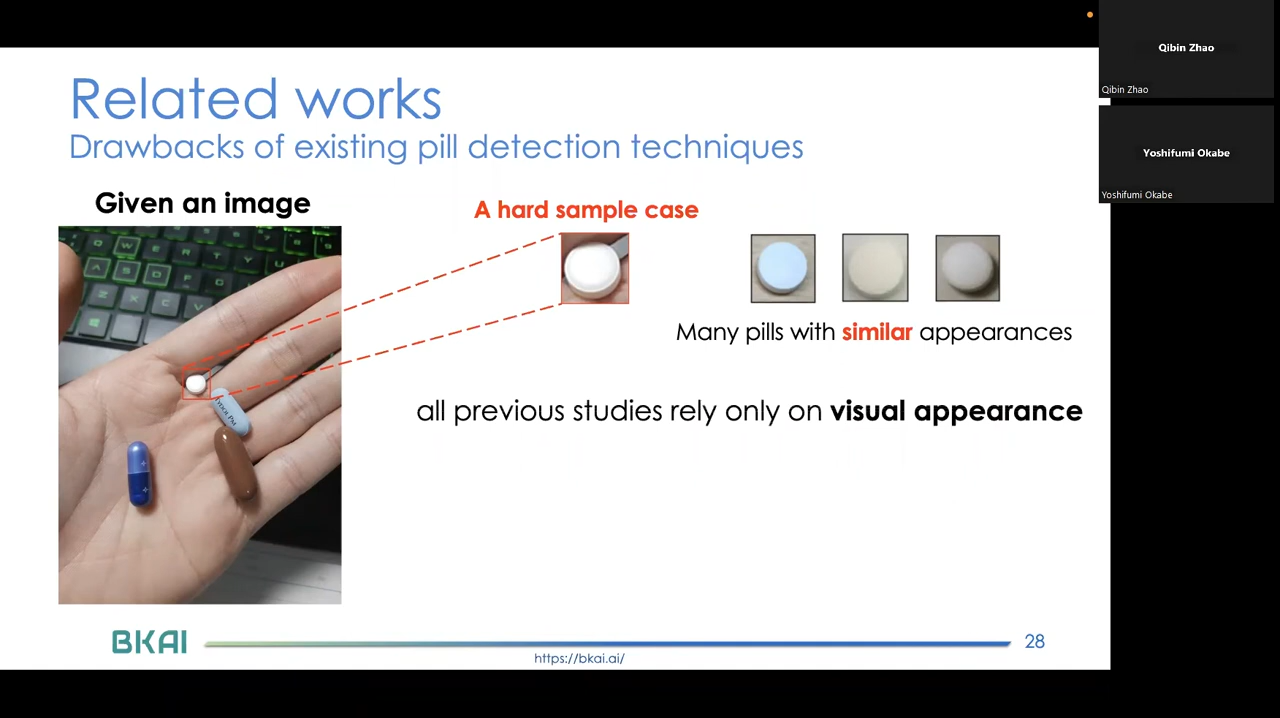 Related works
Drawbacks of existing pill detection techniques
Given an image
A hard sample case
Many pills with similar appearances
all previous studies rely only on visual appearance
BKAI
https://bkai.ai/
28
Qibin Zhao
Qibin Zhao
Yoshifumi Okabe
Yoshifumi Okabe